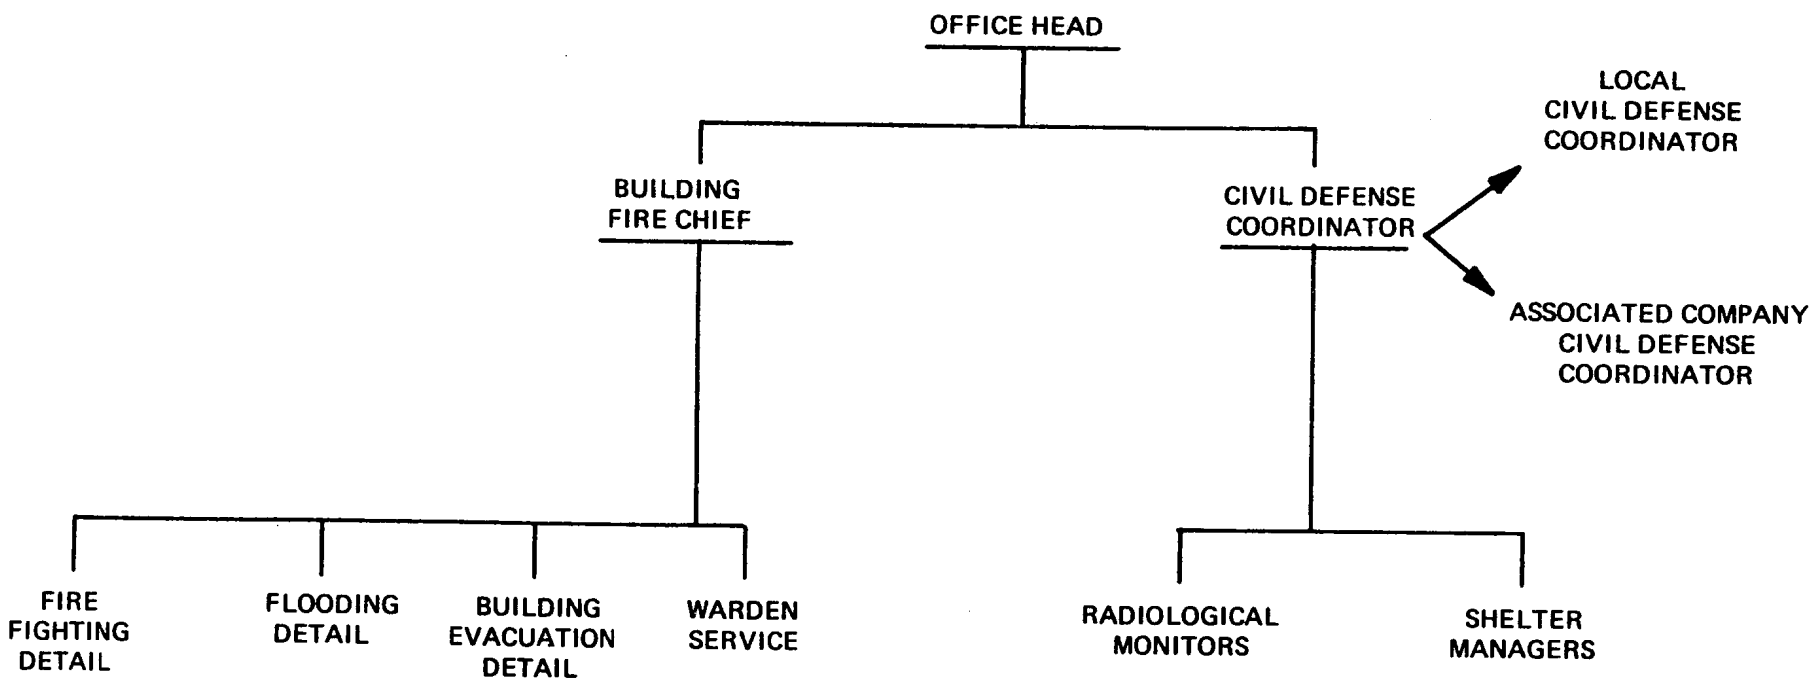 OFFICE HEAD
LOCAL
CIVIL DEFENSE
COORDINATOR
BUILDING
FIRE CHIEF
CIVIL DEFENSE
COORDINATOR
ASSOCIATED COMPANY
CIVIL DEFENSE
COORDINATOR
FIRE
FIGHTING
DETAIL
FLOODING
DETAIL
BUILDING
EVACUATION
DETAIL
WARDEN
SERVICE
RADIOLOGICAL
MONITORS
SHELTER
MANAGERS